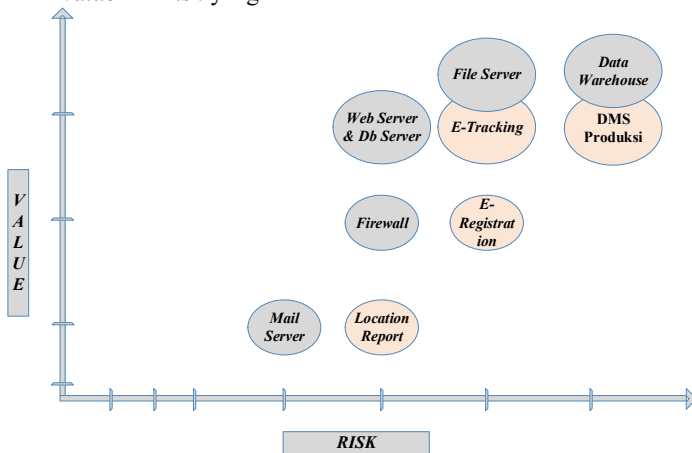 File Server
Data
Warehouse
Web Server
& Db Server
E-Tracking
DMS
Produksi
V
A
L
U
E
Firewall
E-
Registrat
ion
Mail
Server
Location
Report
RISK